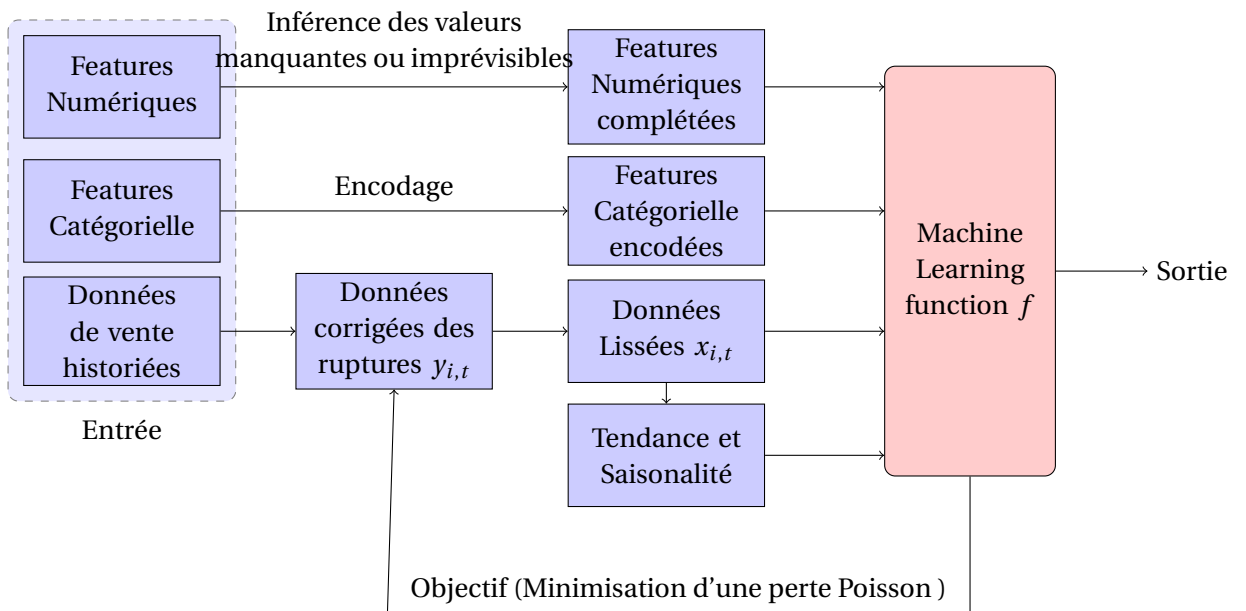 Inférence des valeurs
manquantes ou imprévisibles
Features
Numériques
Features
Numériques
complétées
Features
Catégorielle
Encodage
Features
Catégorielle
encodées
Données
de vente
historiées
Données
corrigées des
ruptures y_{i,t}
Données
Lissées x_{i,t}
Tendance et
Saisonalité
Machine
Learning
function f
Sortie
Entrée
Objectif (Minimisation d'une perte Poisson )